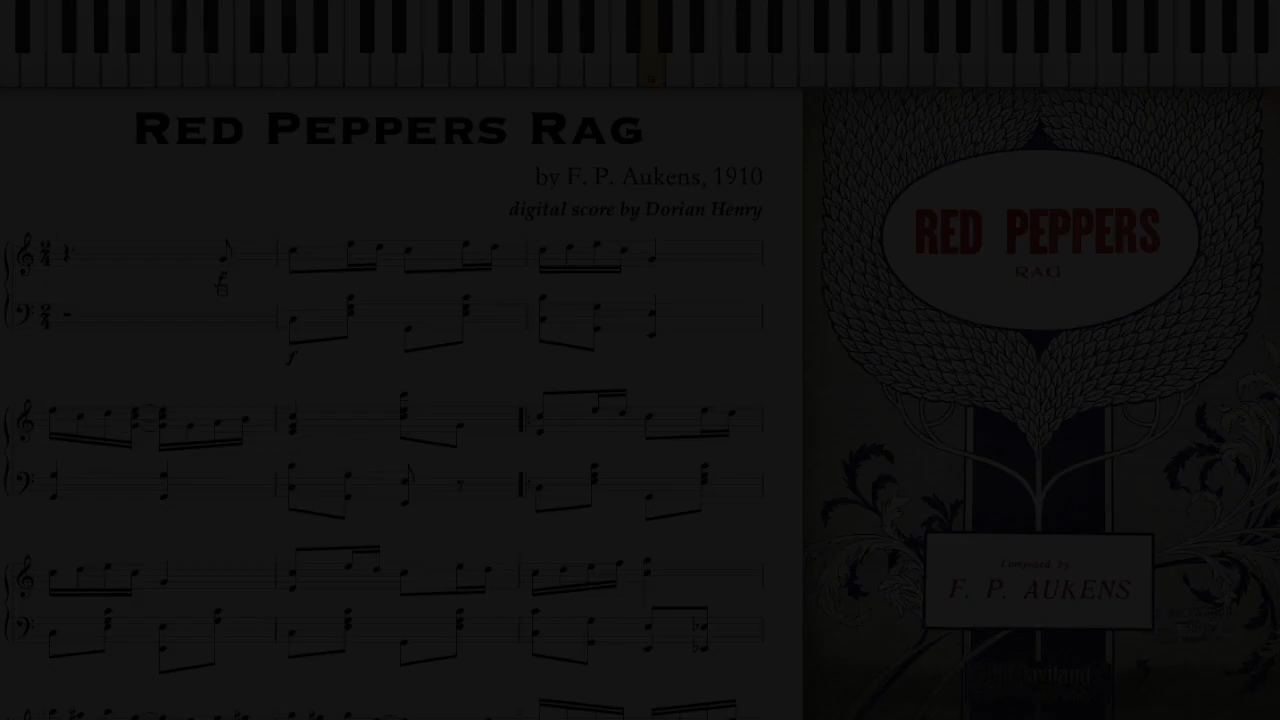 RED PEPPERS RAG
by F. P. Aukens, 1910
digital score by Dorian Henry
RED PEPPERS
RAG
Composed by
F. P. AUKENS